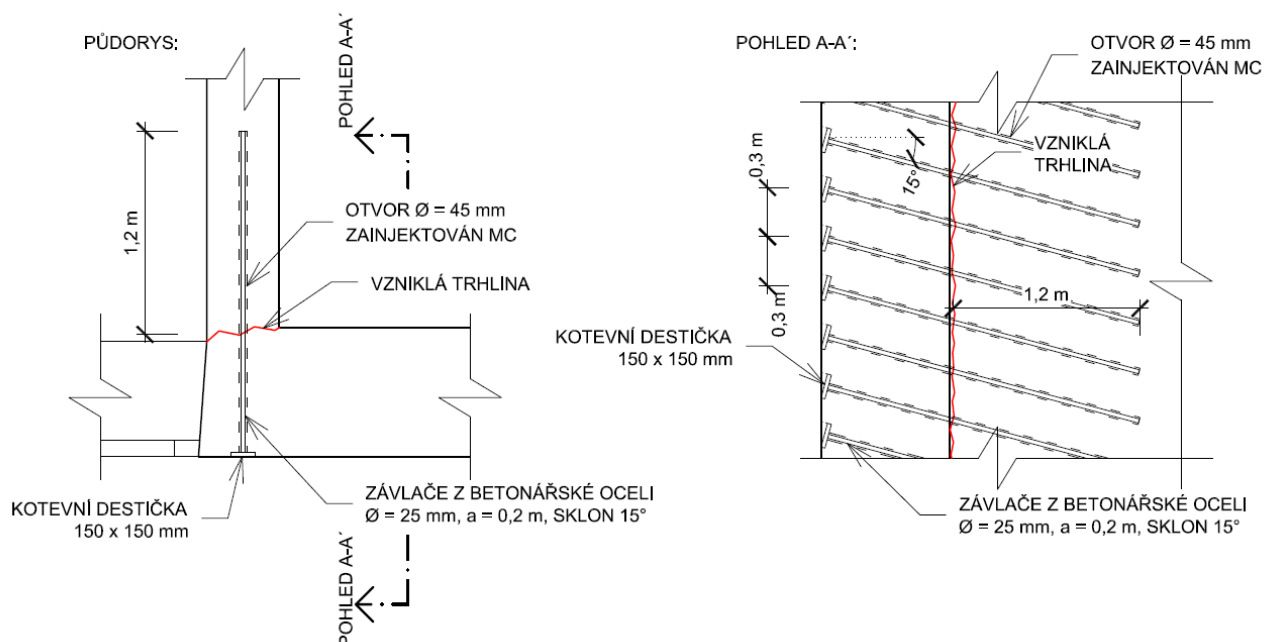 PŮDORYS:
POHLED A-A´
1,2 m
OTVOR Ø = 45 mm
ZAINJEKTOVÁN MC
VZNIKLÁ TRHLINA
KOTEVNÍ DESTIČKA
150 x 150 mm
ZÁVLAČE Z BETONÁŘSKÉ OCELI
Ø = 25 mm, a = 0,2 m, SKLON 15°
POHLED A-A´
POHLED A-A´:
OTVOR Ø = 45 mm
ZAINJEKTOVÁN MC
VZNIKLÁ
TRHLINA
15°
0,3 m
0,3 m
1,2 m
KOTEVNÍ DESTIČKA
150 x 150 mm
ZÁVLAČE Z BETONÁŘSKÉ OCELI
Ø = 25 mm, a = 0,2 m, SKLON 15°